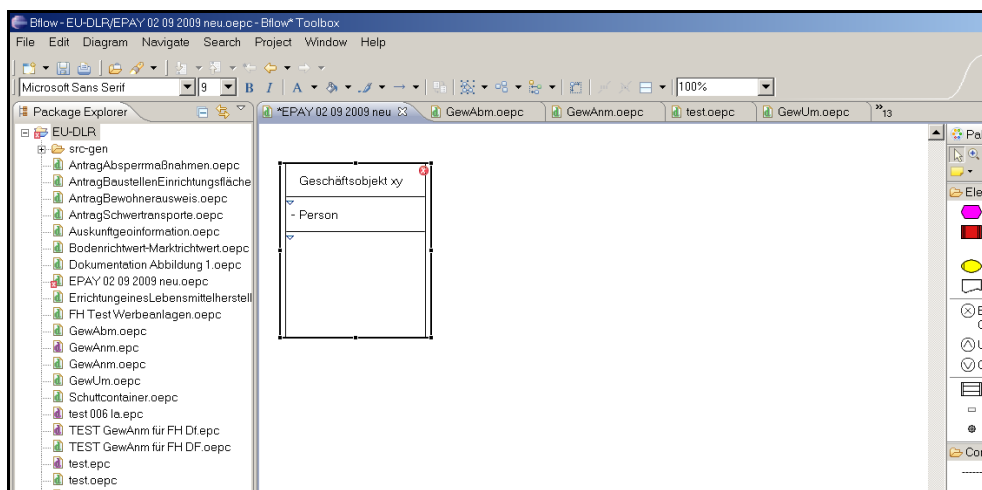 Bflow - EU-DLR/EPAY 02 09 2009 neu.oepc - Bflow* Toolbox
File Edit Diagram Navigate Search Project Window Help
Microsoft Sans Serif 9 B I A 100%
Package Explorer
*EPAY 02 09 2009 neu GewAbm.oepc GewAnm.oepc test.oepc GewUm.oepc »13
Pa
EU-DLR
src-gen
AntragAbsperrmaßnahmen.oepc
AntragBaustellenEinrichtungsfläche
AntragBewohnerausweis.oepc
AntragSchwertransporte.oepc
Auskunftgeoinformation.oepc
Bodenrichtwert-Marktrichtwert.oepc
Dokumentation Abbildung 1.oepc
EPAY 02 09 2009 neu.oepc
ErrichtungeinesLebensmittelherstell
FH Test Werbeanlagen.oepc
GewAbm.oepc
GewAnm.epc
GewAnm.oepc
GewUm.oepc
Schuttcontainer.oepc
test 006 la.epc
TEST GewAnm für FH Df.epc
TEST GewAnm für FH DF.oepc
test.epc
test.oepc
Geschäftsobjekt xy
- Person
Ele
E
U
Cor